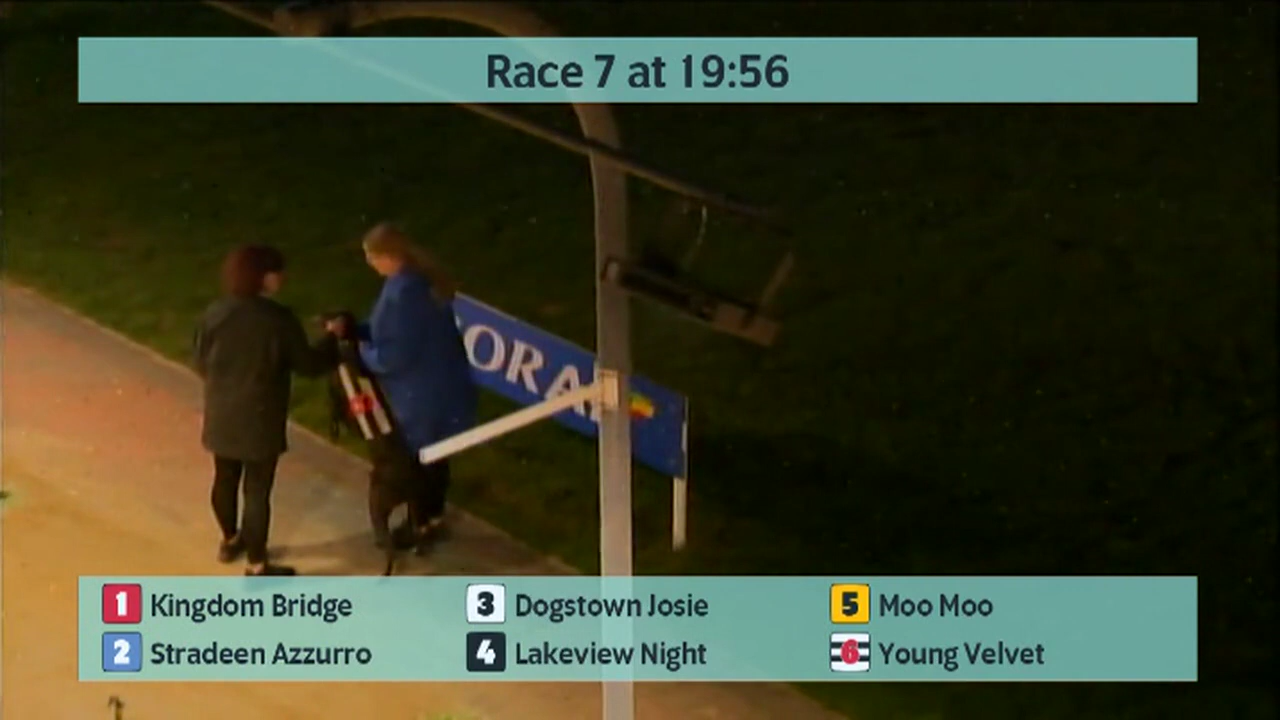 Race 7 at 19:56
ORA
1 Kingdom Bridge
2 Stradeen Azzurro
3 Dogstown Josie
4 Lakeview Night
5 Moo Moo
6 Young Velvet